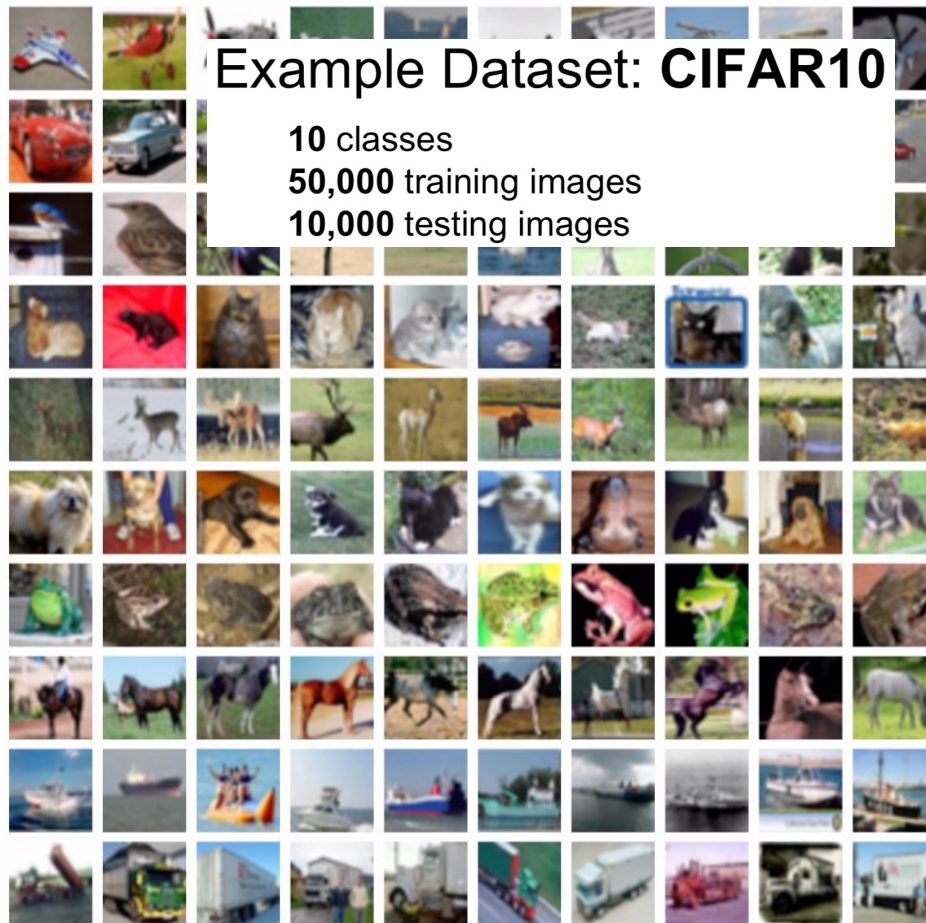 Example Dataset: CIFAR10
10 classes
50,000 training images
10,000 testing images